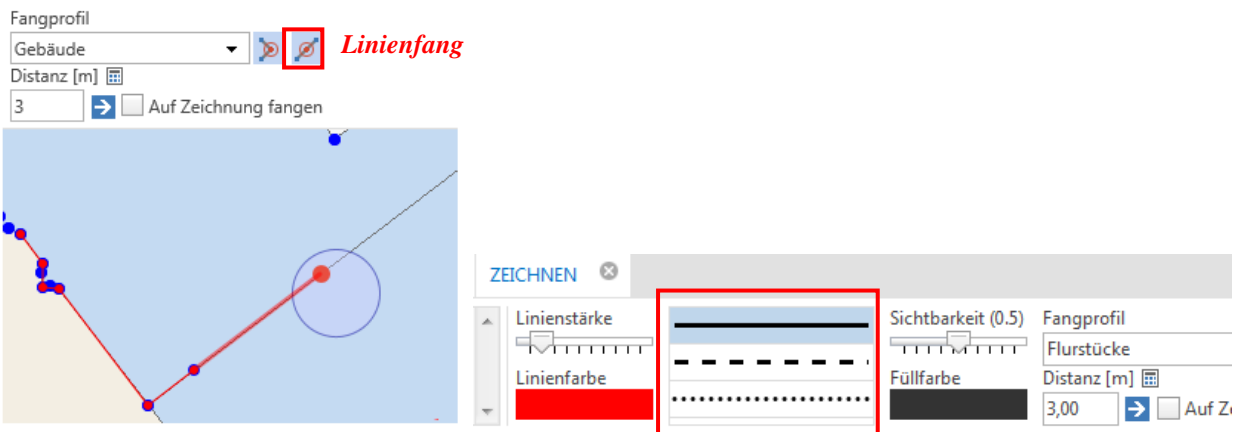 Fangprofil
Gebäude
Linienfang
Distanz [m]
3
Auf Zeichnung fangen
ZEICHNEN
Linienstärke
Linienfarbe
Sichtbarkeit (0.5)
Füllfarbe
Fangprofil
Flurstücke
Distanz [m]
3,00
Auf Z